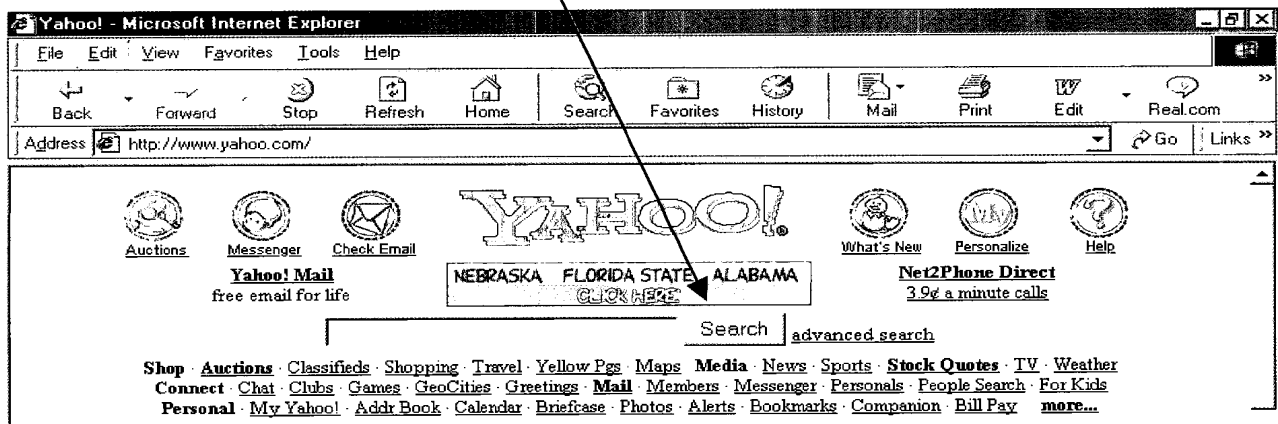 Yahoo! - Microsoft Internet Explorer
File Edit View Favorites Tools Help
Back Forward Stop Refresh Home Search Favorites History Mail Print Edit Real.com »
Address http://www.yahoo.com/ Go Links »
YAHOO!
Auctions Messenger Check Email What's New Personalize Help
Yahoo! Mail NEBRASKA FLORIDA STATE ALABAMA Net2Phone Direct
free email for life CLICK HERE! 3.9¢ a minute calls
Search advanced search
Shop · Auctions · Classifieds · Shopping · Travel · Yellow Pgs · Maps Media · News · Sports · Stock Quotes · TV · Weather
Connect · Chat · Clubs · Games · GeoCities · Greetings · Mail · Members · Messenger · Personals · People Search · For Kids
Personal · My Yahoo! · Addr Book · Calendar · Briefcase · Photos · Alerts · Bookmarks · Companion · Bill Pay more...